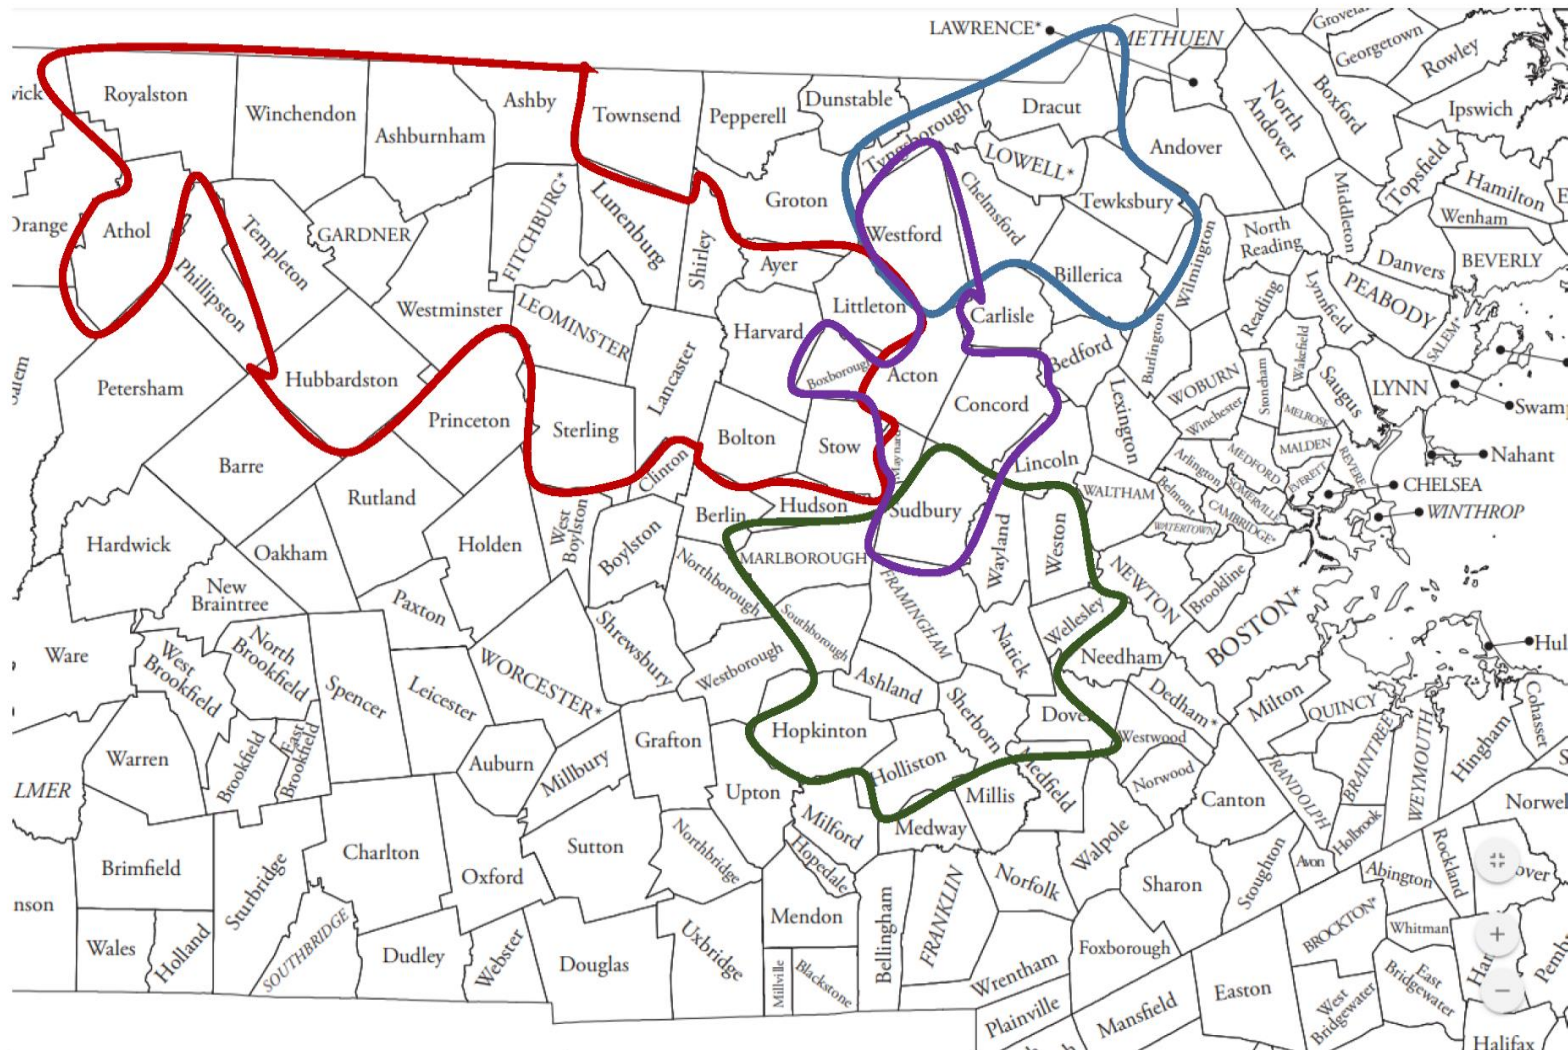 LAWRENCE*
METHUEN
Georgetown
Rowley
Royalston
Winchendon
Ashby
Ashburnham
Townsend
Pepperell
Dunstable
Tyngsborough
Dracut
LOWELL*
Andover
North
Andover
Boxford
Ipswich
Topsfield
Hamilton
Wenham
Middleton
Orange
Athol
Phillipston
Templeton
GARDNER
Westminster
FITCHBURG*
Lunenburg
Shirley
Groton
Ayer
Westford
Chelmsford
Tewksbury
Billerica
Wilmington
North
Reading
Reading
Lynnfield
Danvers
BEVERLY
PEABODY
SALEM
LEOMINSTER
Lancaster
Harvard
Littleton
Boxborough
Acton
Carlisle
Concord
Bedford
Burlington
WOBURN
Winchester
Stoneham
Wakefield
MELROSE
Saugus
LYNN
Nahant
Petersham
Hubbardston
Princeton
Sterling
Clinton
Bolton
Stow
Maynard
Lincoln
Lexington
Arlington
MEDFORD
MALDEN
EVERETT
REVERE
CHELSEA
WINTHROP
Barre
Rutland
Holden
West
Boylston
Boylston
Berlin
Hudson
Sudbury
Wayland
Weston
WALTHAM
Belmont
WATERTOWN
SOMERVILLE
CAMBRIDGE*
Hardwick
Oakham
New
Braintree
Paxton
MARLBOROUGH
Northborough
Southborough
FRAMINGHAM
Natick
Wellesley
NEWTON
Brookline
BOSTON*
Ware
West
Brookfield
North
Brookfield
Spencer
Leicester
WORCESTER*
Shrewsbury
Westborough
Ashland
Sherborn
Needham
Dedham*
Milton
QUINCY
Hingham
Cohasset
Warren
Brookfield
East
Brookfield
Auburn
Millbury
Grafton
Hopkinton
Holliston
Dover
Westwood
Norwood
Medfield
Millis
Canton
RANDOLPH
BRAINTREE
WEYMOUTH
Holbrook
Upton
Milford
Medway
Hopedale
Northbridge
Sutton
Brimfield
Sturbridge
Charlton
Oxford
Walpole
Norfolk
Sharon
Stoughton
Avon
Abington
Rockland
Wales
Holland
SOUTHBRIDGE
Dudley
Webster
Douglas
Uxbridge
Mendon
Millville
Blackstone
Bellingham
FRANKLIN
Wrentham
Foxborough
Plainville
Mansfield
Easton
BROCKTON*
Whitman
West
Bridgewater
East
Bridgewater
Halifax